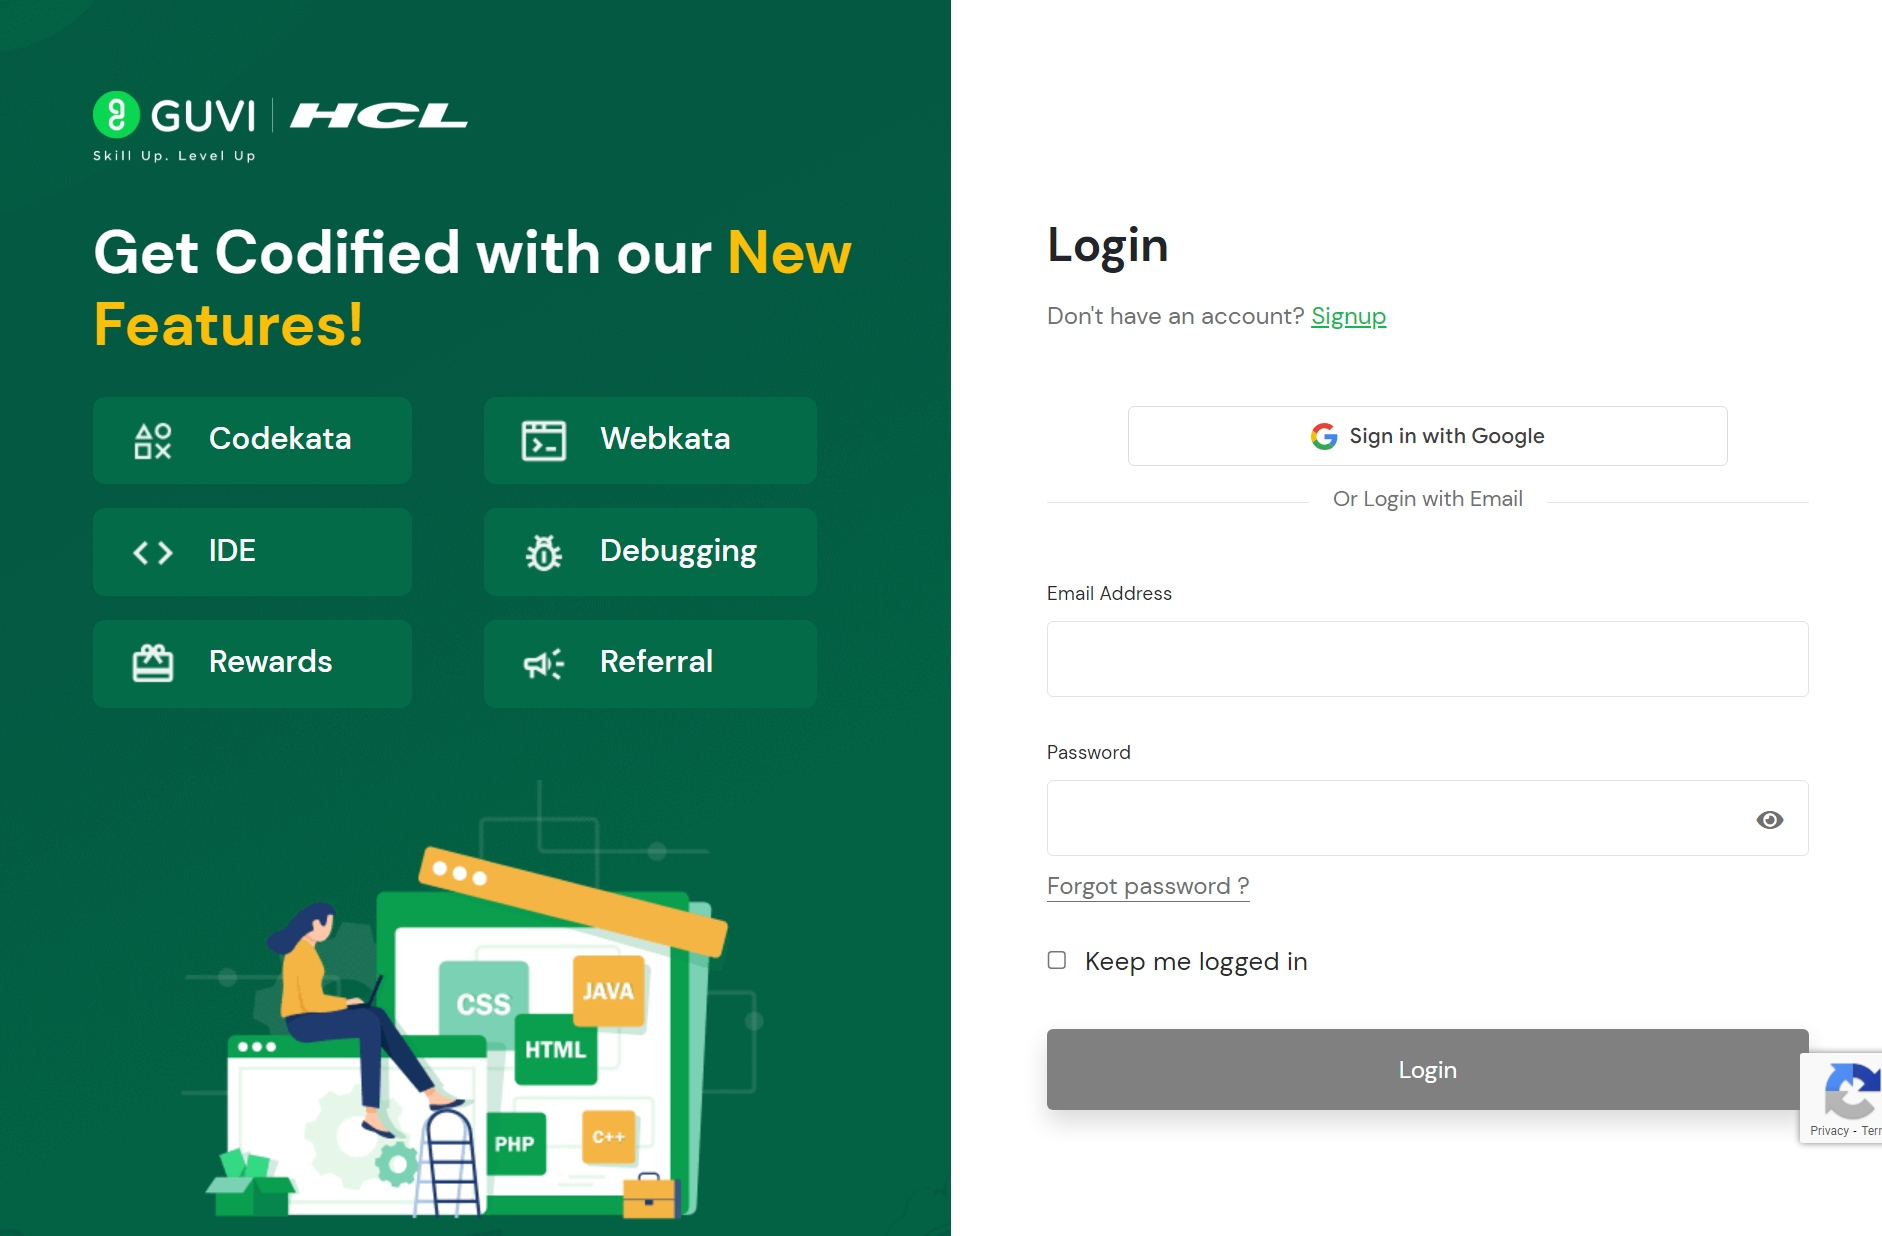 GUVI HCL
Skill Up. Level Up
Get Codified with our New
Features!
Codekata
Webkata
IDE
Debugging
Rewards
Referral
CSS
JAVA
HTML
PHP
C++
Login
Don't have an account? Signup
Sign in with Google
Or Login with Email
Email Address
Password
Forgot password ?
Keep me logged in
Login
Privacy - Terr